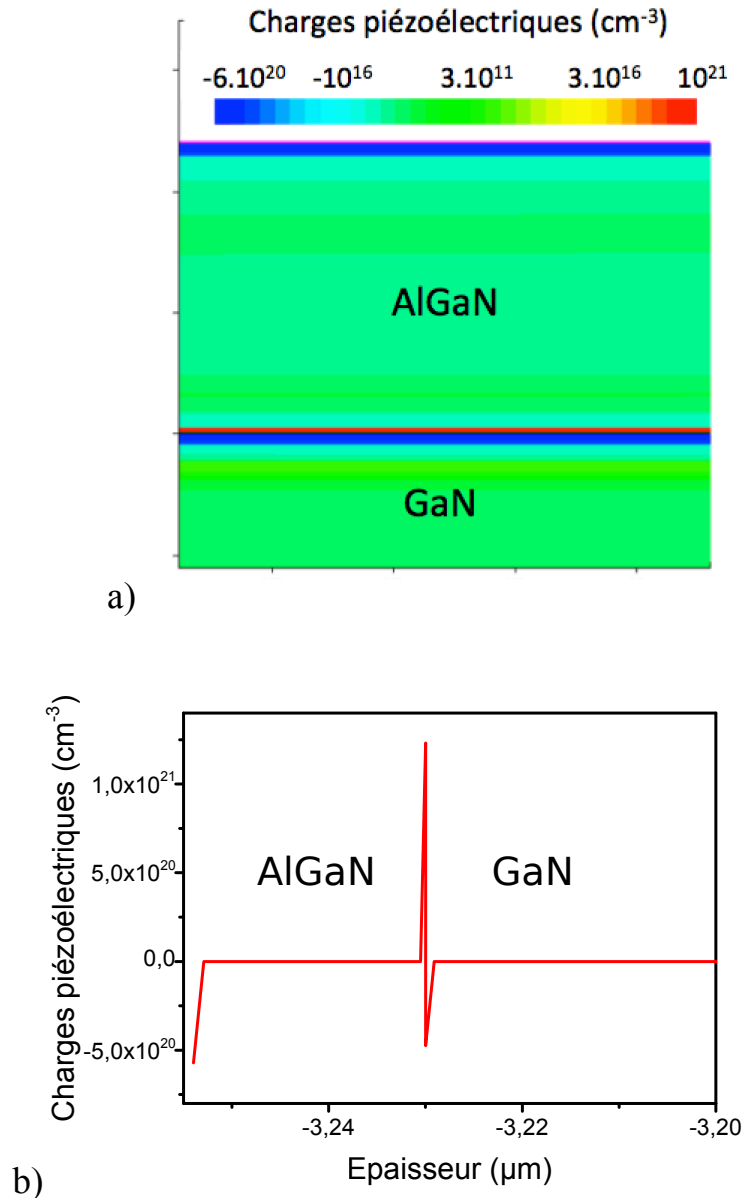 Charges piézoélectriques (cm⁻³)
-6.10²⁰ -10¹⁶ 3.10¹¹ 3.10¹⁶ 10²¹
AlGaN
GaN
a)
Charges piézoélectriques (cm⁻³)
1,0x10²¹
5,0x10²⁰
0,0
-5,0x10²⁰
AlGaN GaN
-3,24 -3,22 -3,20
Epaisseur (µm)
b)